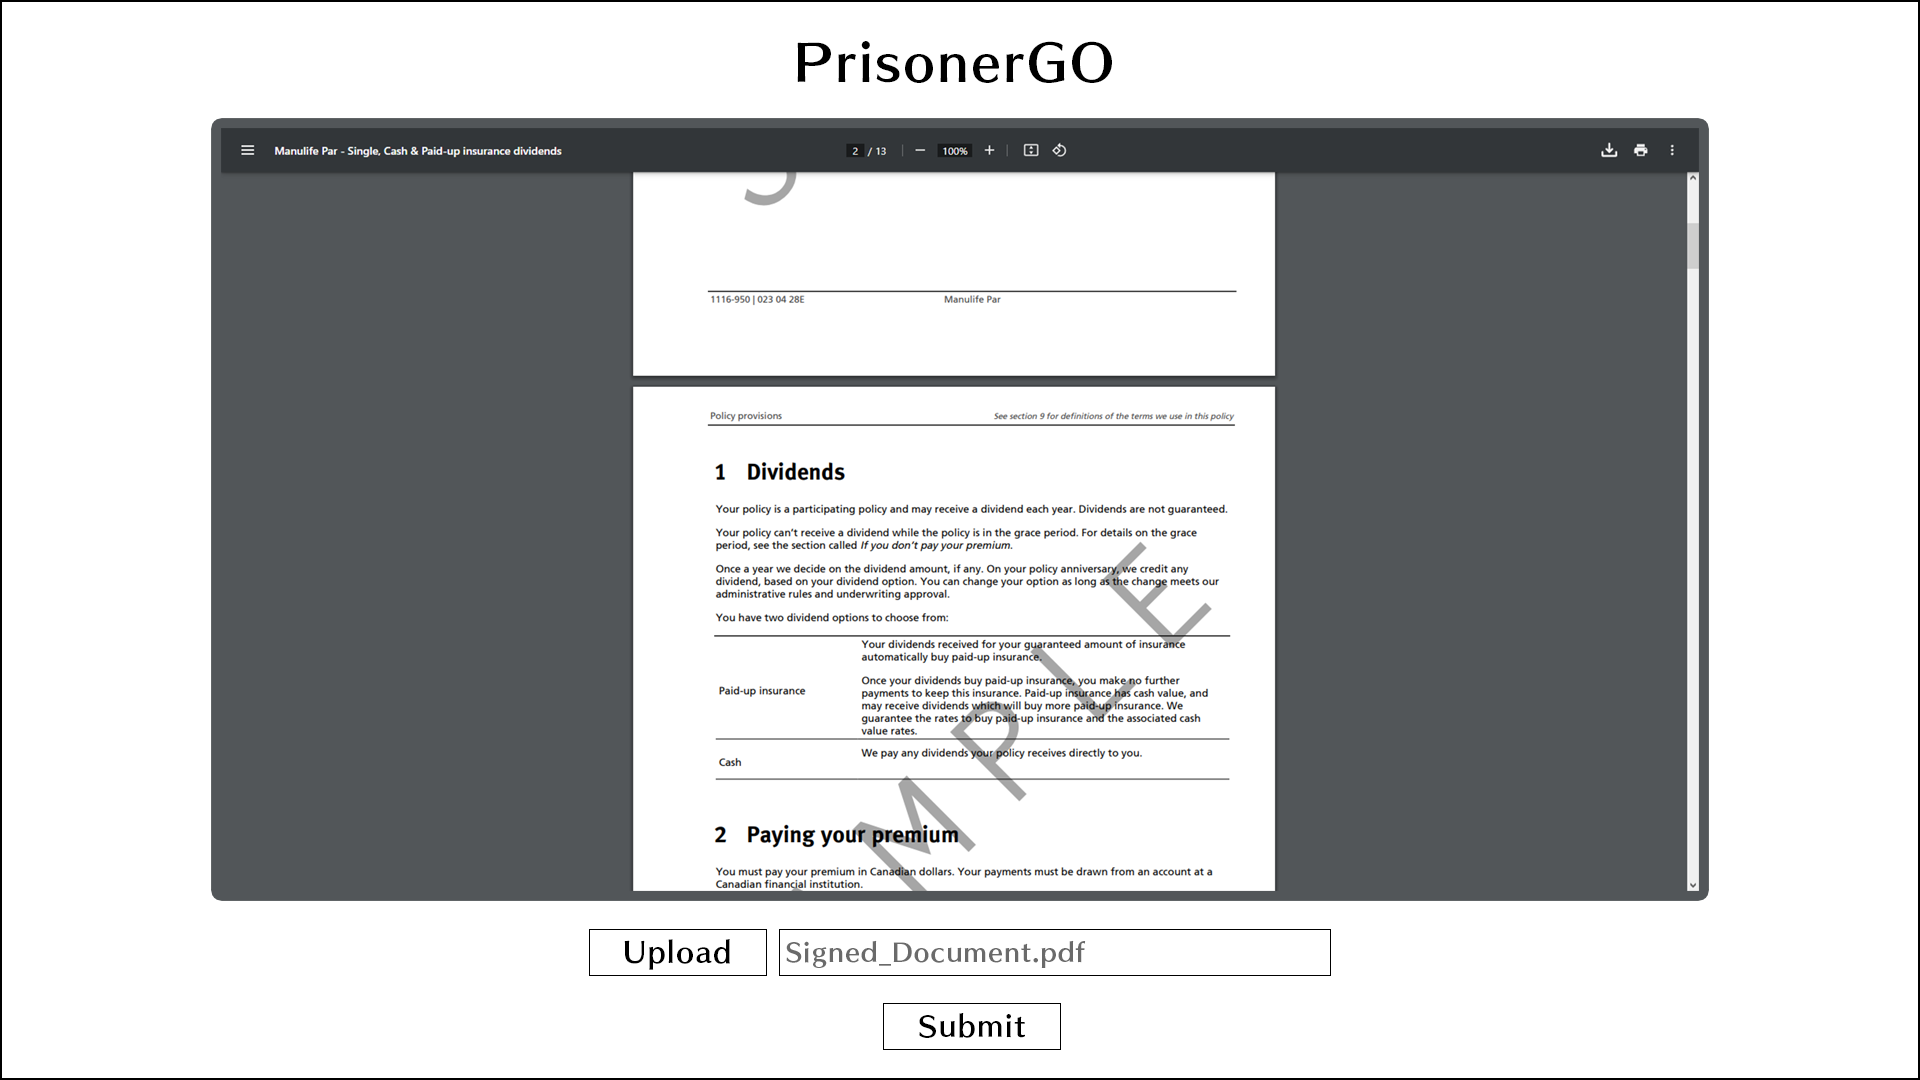 PrisonerGO
Manulife Par - Single, Cash & Paid-up insurance dividends
2 / 13
100%
1116-950 | 023 04 28E
Manulife Par
Policy provisions
See section 9 for definitions of the terms we use in this policy
1 Dividends
Your policy is a participating policy and may receive a dividend each year. Dividends are not guaranteed.
Your policy can't receive a dividend while the policy is in the grace period. For details on the grace
period, see the section called If you don't pay your premium.
Once a year we decide on the dividend amount, if any. On your policy anniversary, we credit any
dividend, based on your dividend option. You can change your option as long as the change meets our
administrative rules and underwriting approval.
You have two dividend options to choose from:
Paid-up insurance
Your dividends received for your guaranteed amount of insurance
automatically buy paid-up insurance.
Once your dividends buy paid-up insurance, you make no further
payments to keep this insurance. Paid-up insurance has cash value, and
may receive dividends which will buy more paid-up insurance. We
guarantee the rates to buy paid-up insurance and the associated cash
value rates.
Cash
We pay any dividends your policy receives directly to you.
2 Paying your premium
You must pay your premium in Canadian dollars. Your payments must be drawn from an account at a
Canadian financial institution.
MPLE
Upload
Signed_Document.pdf
Submit